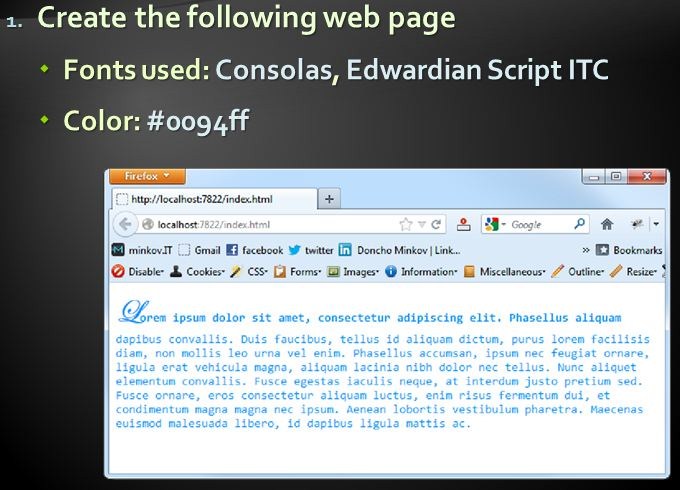 1. Create the following web page
Fonts used: Consolas, Edwardian Script ITC
Color: #0094ff
Firefox
http://localhost:7822/index.html
localhost:7822/index.html
Google
minkov.IT Gmail facebook twitter Doncho Minkov | Link... » Bookmarks
Disable Cookies CSS Forms Images Information Miscellaneous Outline Resize
Lorem ipsum dolor sit amet, consectetur adipiscing elit. Phasellus aliquam
dapibus convallis. Duis faucibus, tellus id aliquam dictum, purus lorem facilisis
diam, non mollis leo urna vel enim. Phasellus accumsan, ipsum nec feugiat ornare,
ligula erat vehicula magna, aliquam lacinia nibh dolor nec tellus. Nunc aliquet
elementum convallis. Fusce egestas iaculis neque, at interdum justo pretium sed.
Fusce ornare, eros consectetur aliquam luctus, enim risus fermentum dui, et
condimentum magna magna nec ipsum. Aenean lobortis vestibulum pharetra. Maecenas
euismod malesuada libero, id dapibus ligula mattis ac.